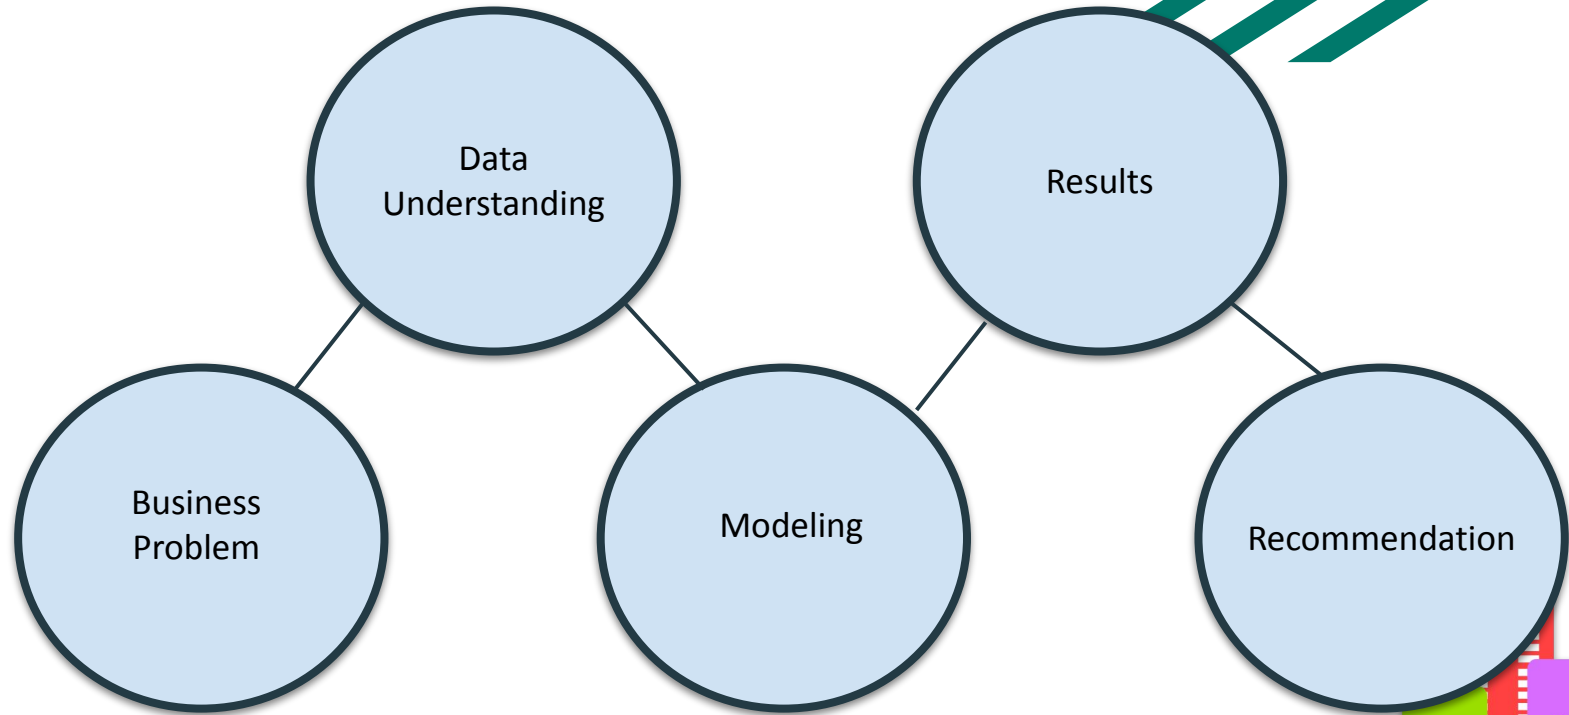 Data
Understanding
Results
Business
Problem
Modeling
Recommendation